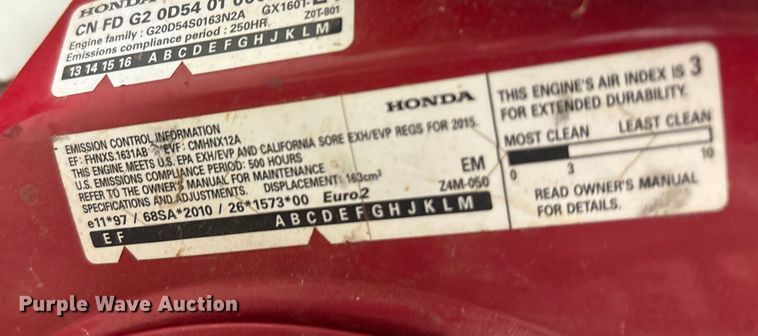 HONDA
CN FD G2 0D54 01
Engine family : G20D54S0163N2A GX160T-
Emissions compliance period : 250HR Z0T-801
13 14 15 16 A B C D E F G H J K L M
HONDA
EMISSION CONTROL INFORMATION
EF: FHNXS.1631AB EVF: CMHNX12A
THIS ENGINE MEETS U.S. EPA EXH/EVP AND CALIFORNIA SORE EXH/EVP REGS FOR 2015.
U.S. EMISSIONS COMPLIANCE PERIOD: 500 HOURS
REFER TO THE OWNER'S MANUAL FOR MAINTENANCE EM
SPECIFICATIONS AND ADJUSTMENTS. DISPLACEMENT: 163cm³
e11*97 / 68SA*2010 / 26*1573*00 Euro2 Z4M-050
E F A B C D E F G H J K L M
THIS ENGINE'S AIR INDEX IS 3
FOR EXTENDED DURABILITY.
MOST CLEAN LEAST CLEAN
0 3 10
READ OWNER'S MANUAL
FOR DETAILS.
Purple Wave Auction